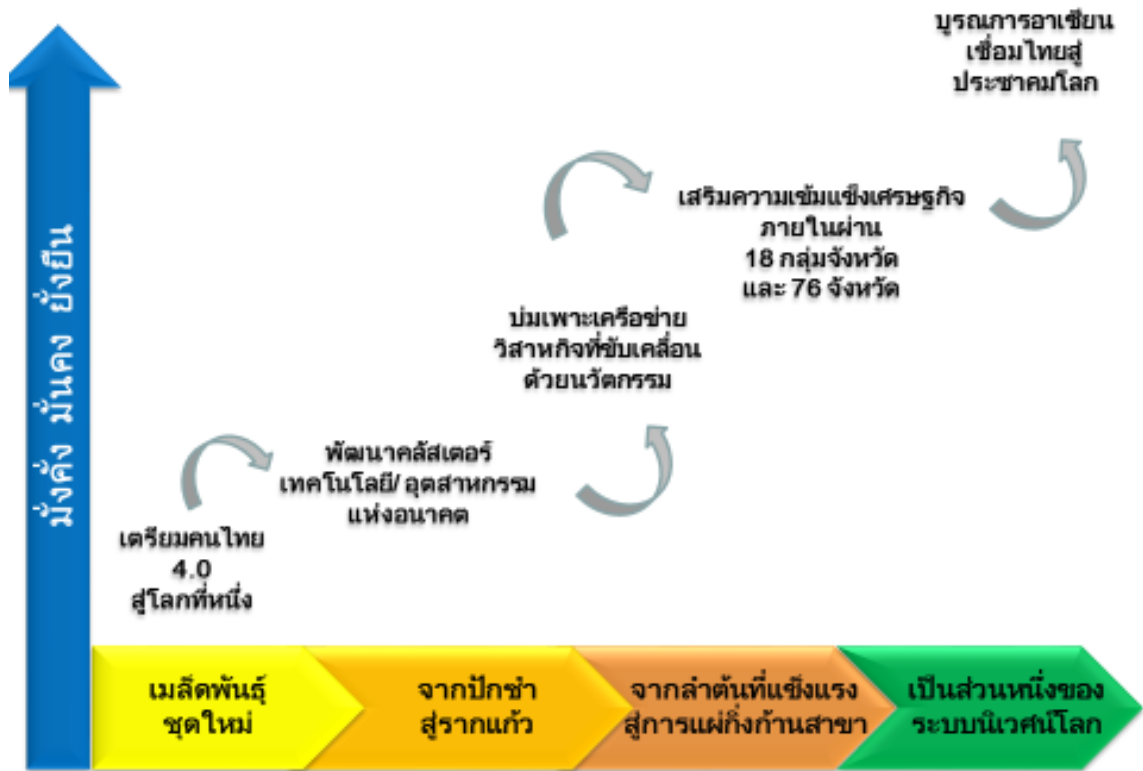 มั่งคั่ง มั่นคง ยั่งยืน
เตรียมคนไทย
4.0
สู่โลกที่หนึ่ง
พัฒนาคลัสเตอร์
เทคโนโลยี/ อุตสาหกรรม
แห่งอนาคต
บ่มเพาะเครือข่าย
วิสาหกิจที่ขับเคลื่อน
ด้วยนวัตกรรม
เสริมความเข้มแข็งเศรษฐกิจ
ภายในผ่าน
18 กลุ่มจังหวัด
และ 76 จังหวัด
บูรณการอาเซียน
เชื่อมไทยสู่
ประชาคมโลก
เมล็ดพันธุ์
ชุดใหม่
จากปักชำ
สู่รากแก้ว
จากลำต้นที่แข็งแรง
สู่การแผ่กิ่งก้านสาขา
เป็นส่วนหนึ่งของ
ระบบนิเวศน์โลก